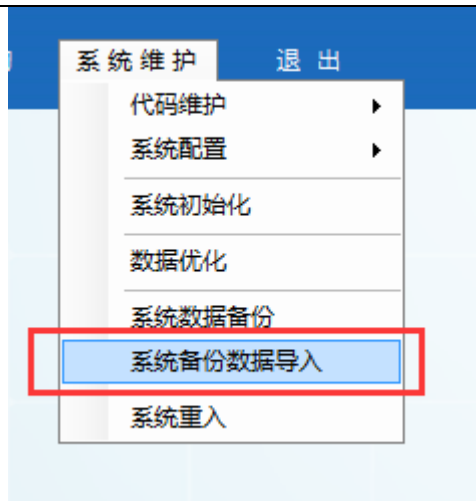 系统维护 退出
代码维护
系统配置
系统初始化
数据优化
系统数据备份
系统备份数据导入
系统重入